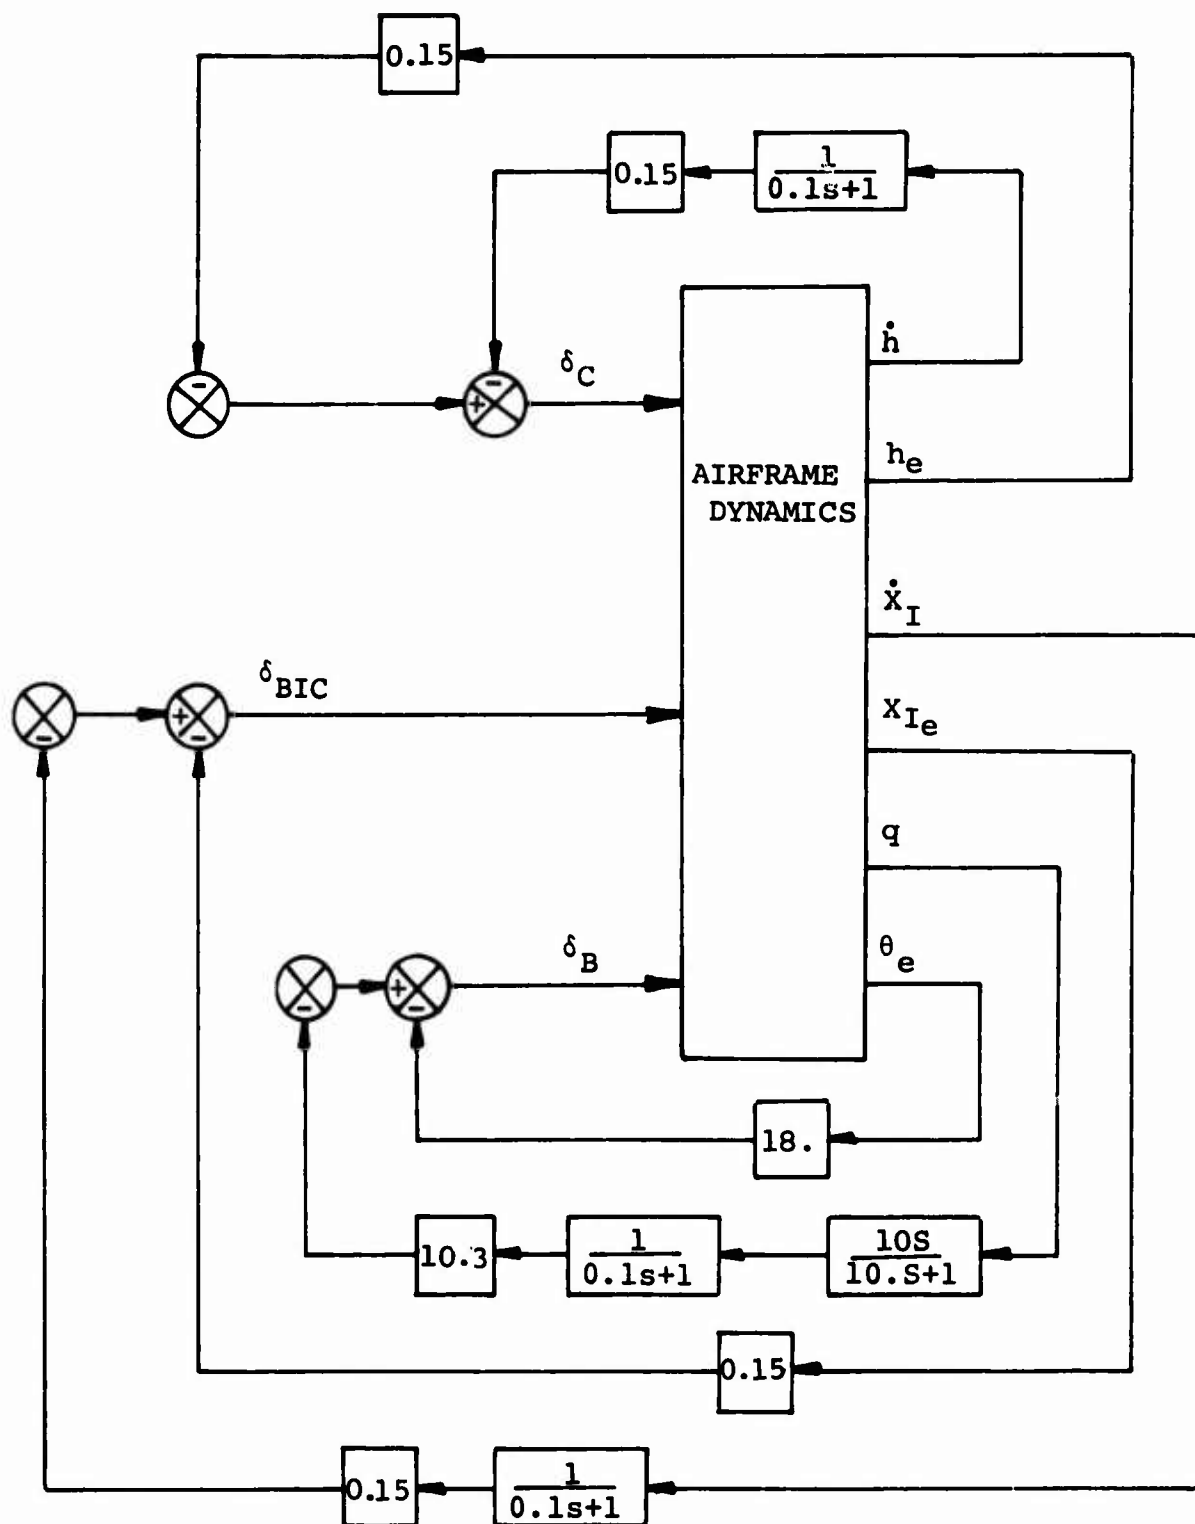 0.15
0.15
1
0.1s+1
δC
ḣ
he
AIRFRAME
DYNAMICS
ẊI
δBIC
XIe
q
δB
θe
18.
10.3
1
0.1s+1
10S
10.S+1
0.15
0.15
1
0.1s+1